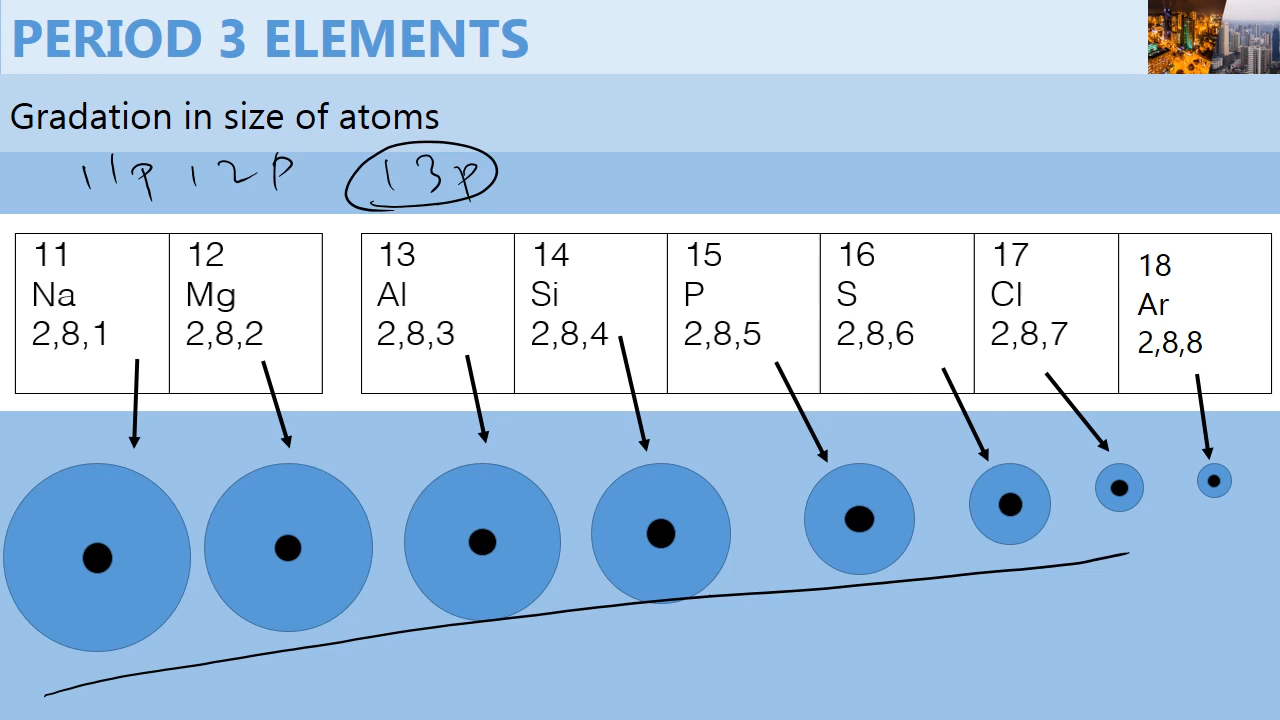 PERIOD 3 ELEMENTS
Gradation in size of atoms
11p 12p 13p
11 12 13 14 15 16 17 18
Na Mg Al Si P S Cl Ar
2,8,1 2,8,2 2,8,3 2,8,4 2,8,5 2,8,6 2,8,7 2,8,8